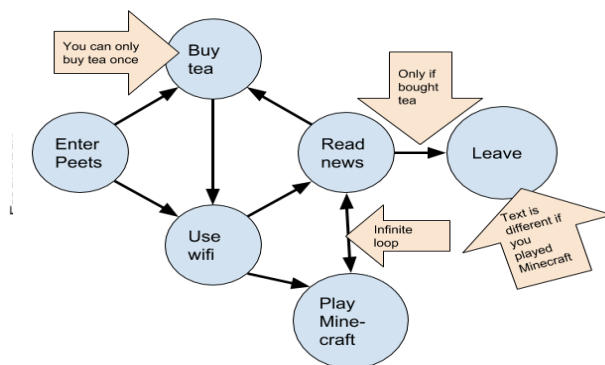 You can only
buy tea once
Buy
tea
Only if
bought
tea
Enter
Peets
Read
news
Leave
Use
wifi
Infinite
loop
Text is
different if
you
played
Minecraft
Play
Mine-
craft